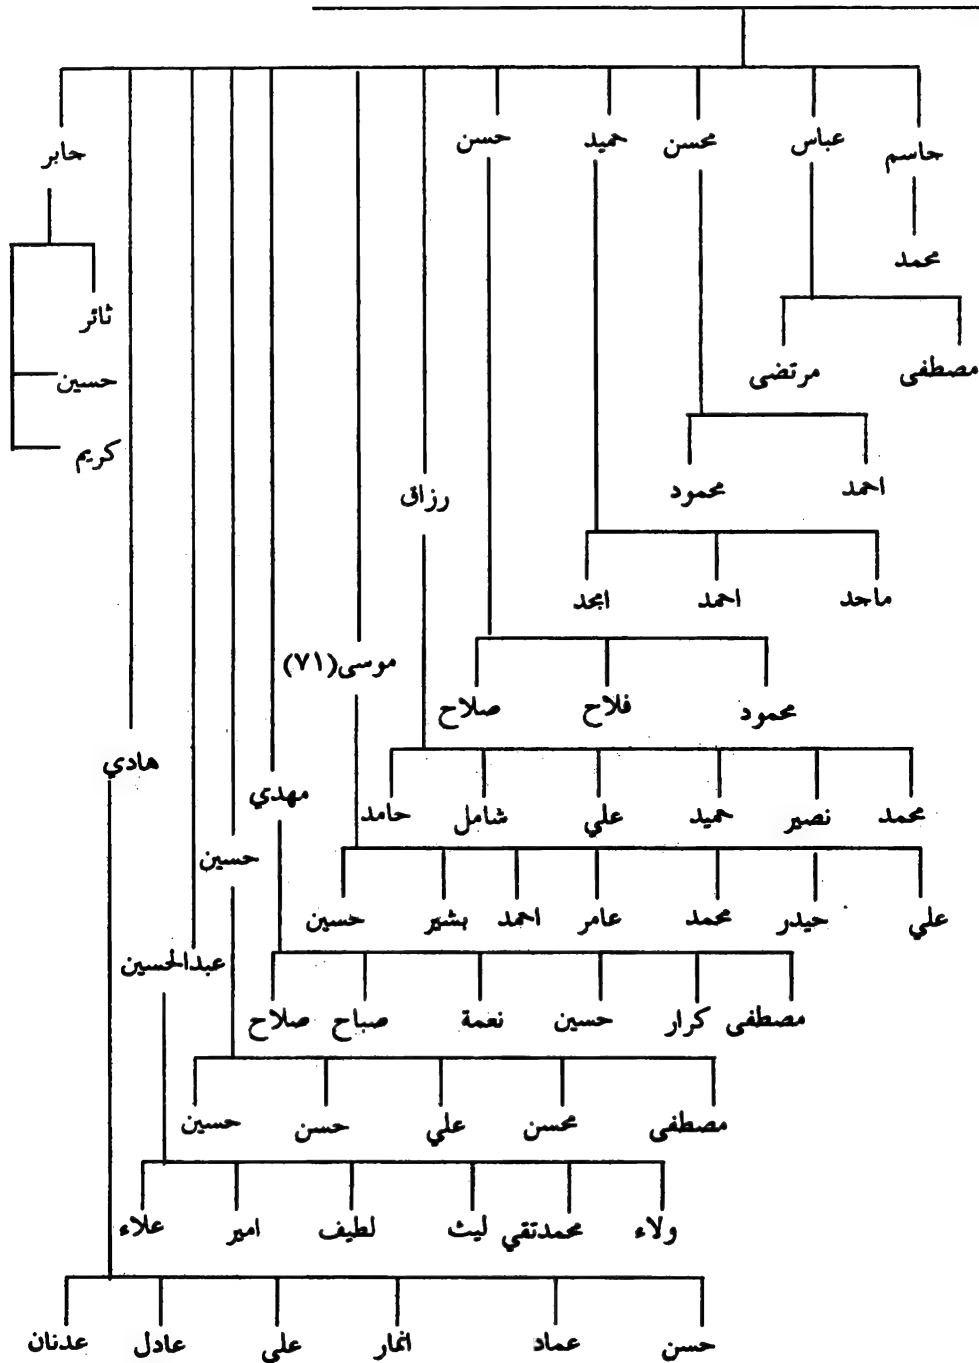 جاسم عباس محسن حميد حسن جابر
محمد
ثائر
مصطفى مرتضى
حسين
كريم
احمد محمود
رزاق
ماجد احمد امجد
موسى(٧١)
محمود فلاح صلاح
هادي
مهدي
محمد نصير حميد علي شامل حامد
حسين
علي حيدر محمد عامر احمد بشير حسين
عبدالحسين
مصطفى كرار حسين نعمة صباح صلاح
مصطفى محسن علي حسن حسين
ولاء محمدتقي ليث لطيف امير علاء
حسن عماد انمار علي عادل عدنان